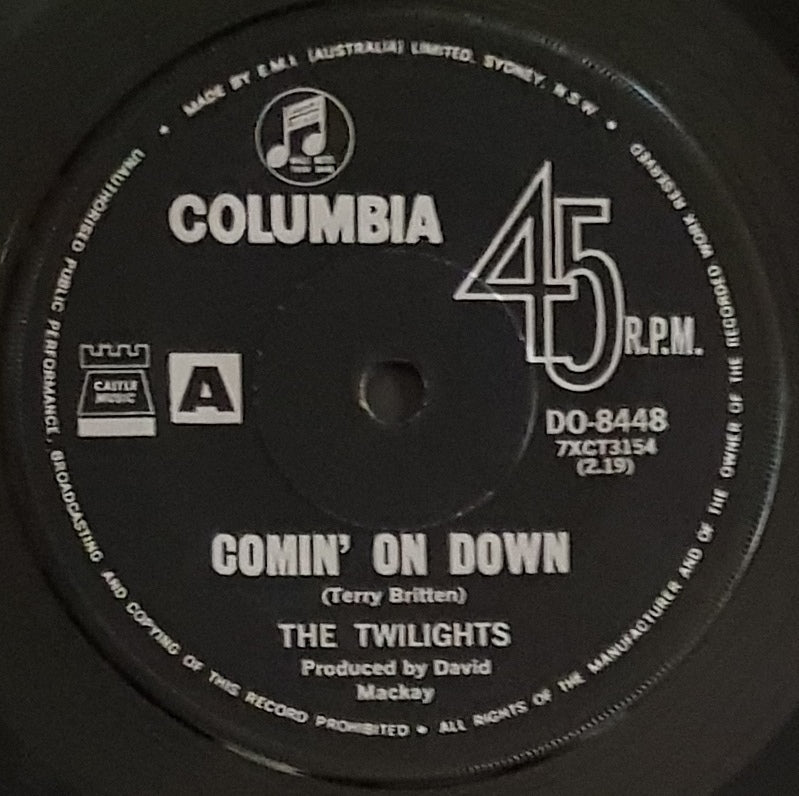 MADE BY E.M.I. (AUSTRALIA) LIMITED, SYDNEY, N.S.W.
COLUMBIA
45
R.P.M.
CASTLE
MUSIC
A
DO-8448
7XCT3154
(2.19)
COMIN' ON DOWN
(Terry Britten)
THE TWILIGHTS
Produced by David
Mackay
UNAUTHORISED PUBLIC PERFORMANCE, BROADCASTING AND COPYING OF THIS RECORD PROHIBITED • ALL RIGHTS OF THE MANUFACTURER AND OF THE OWNER OF THE RECORDED WORK RESERVED